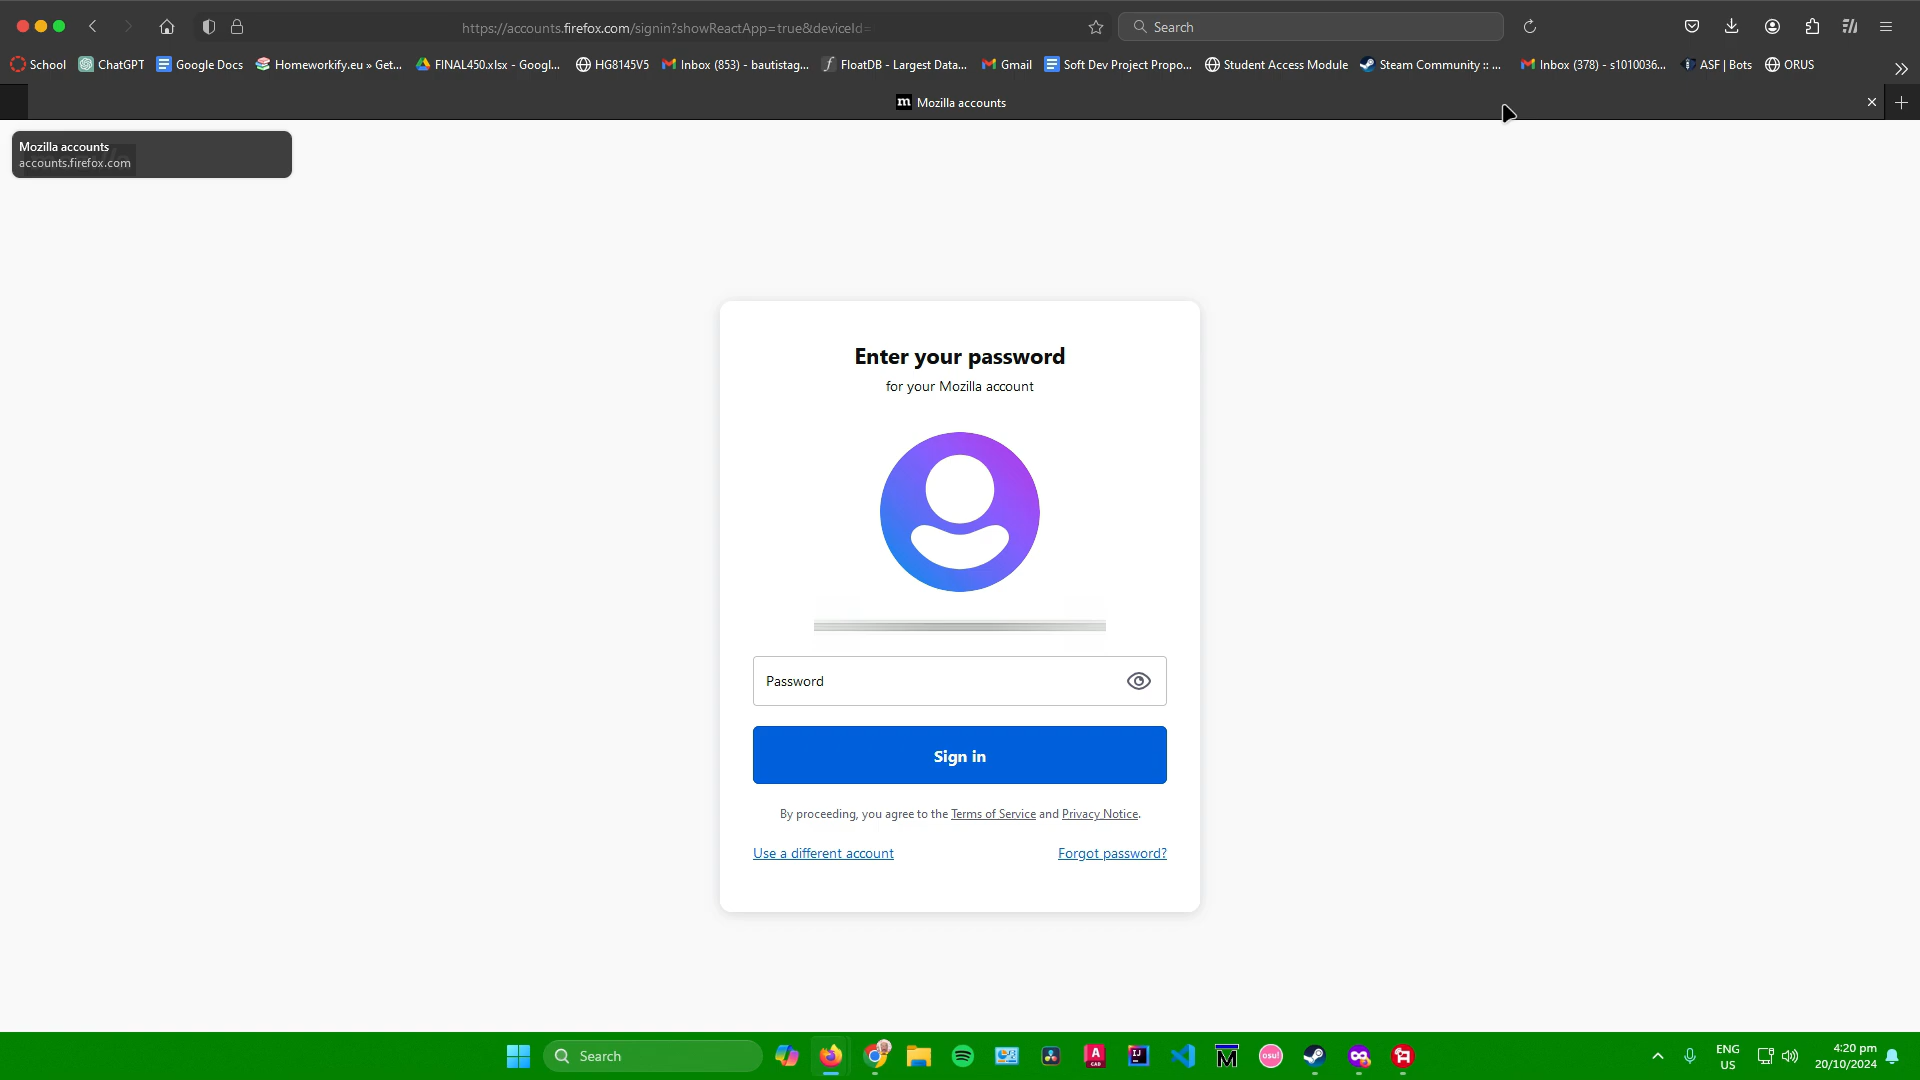 https://accounts.firefox.com/signin?showReactApp=true&deviceId=
Search
School
ChatGPT
Google Docs
Homeworkify.eu » Get...
FINAL450.xlsx - Googl...
HG8145V5
Inbox (853) - bautistag...
FloatDB - Largest Data...
Gmail
Soft Dev Project Propo...
Student Access Module
Steam Community :: ...
Inbox (378) - s1010036...
ASF | Bots
ORUS
m Mozilla accounts
Mozilla accounts
accounts.firefox.com
Enter your password
for your Mozilla account
Password
Sign in
By proceeding, you agree to the Terms of Service and Privacy Notice.
Use a different account
Forgot password?
Search
A
CAD
IJ
M
osu!
ENG
US
4:20 pm
20/10/2024